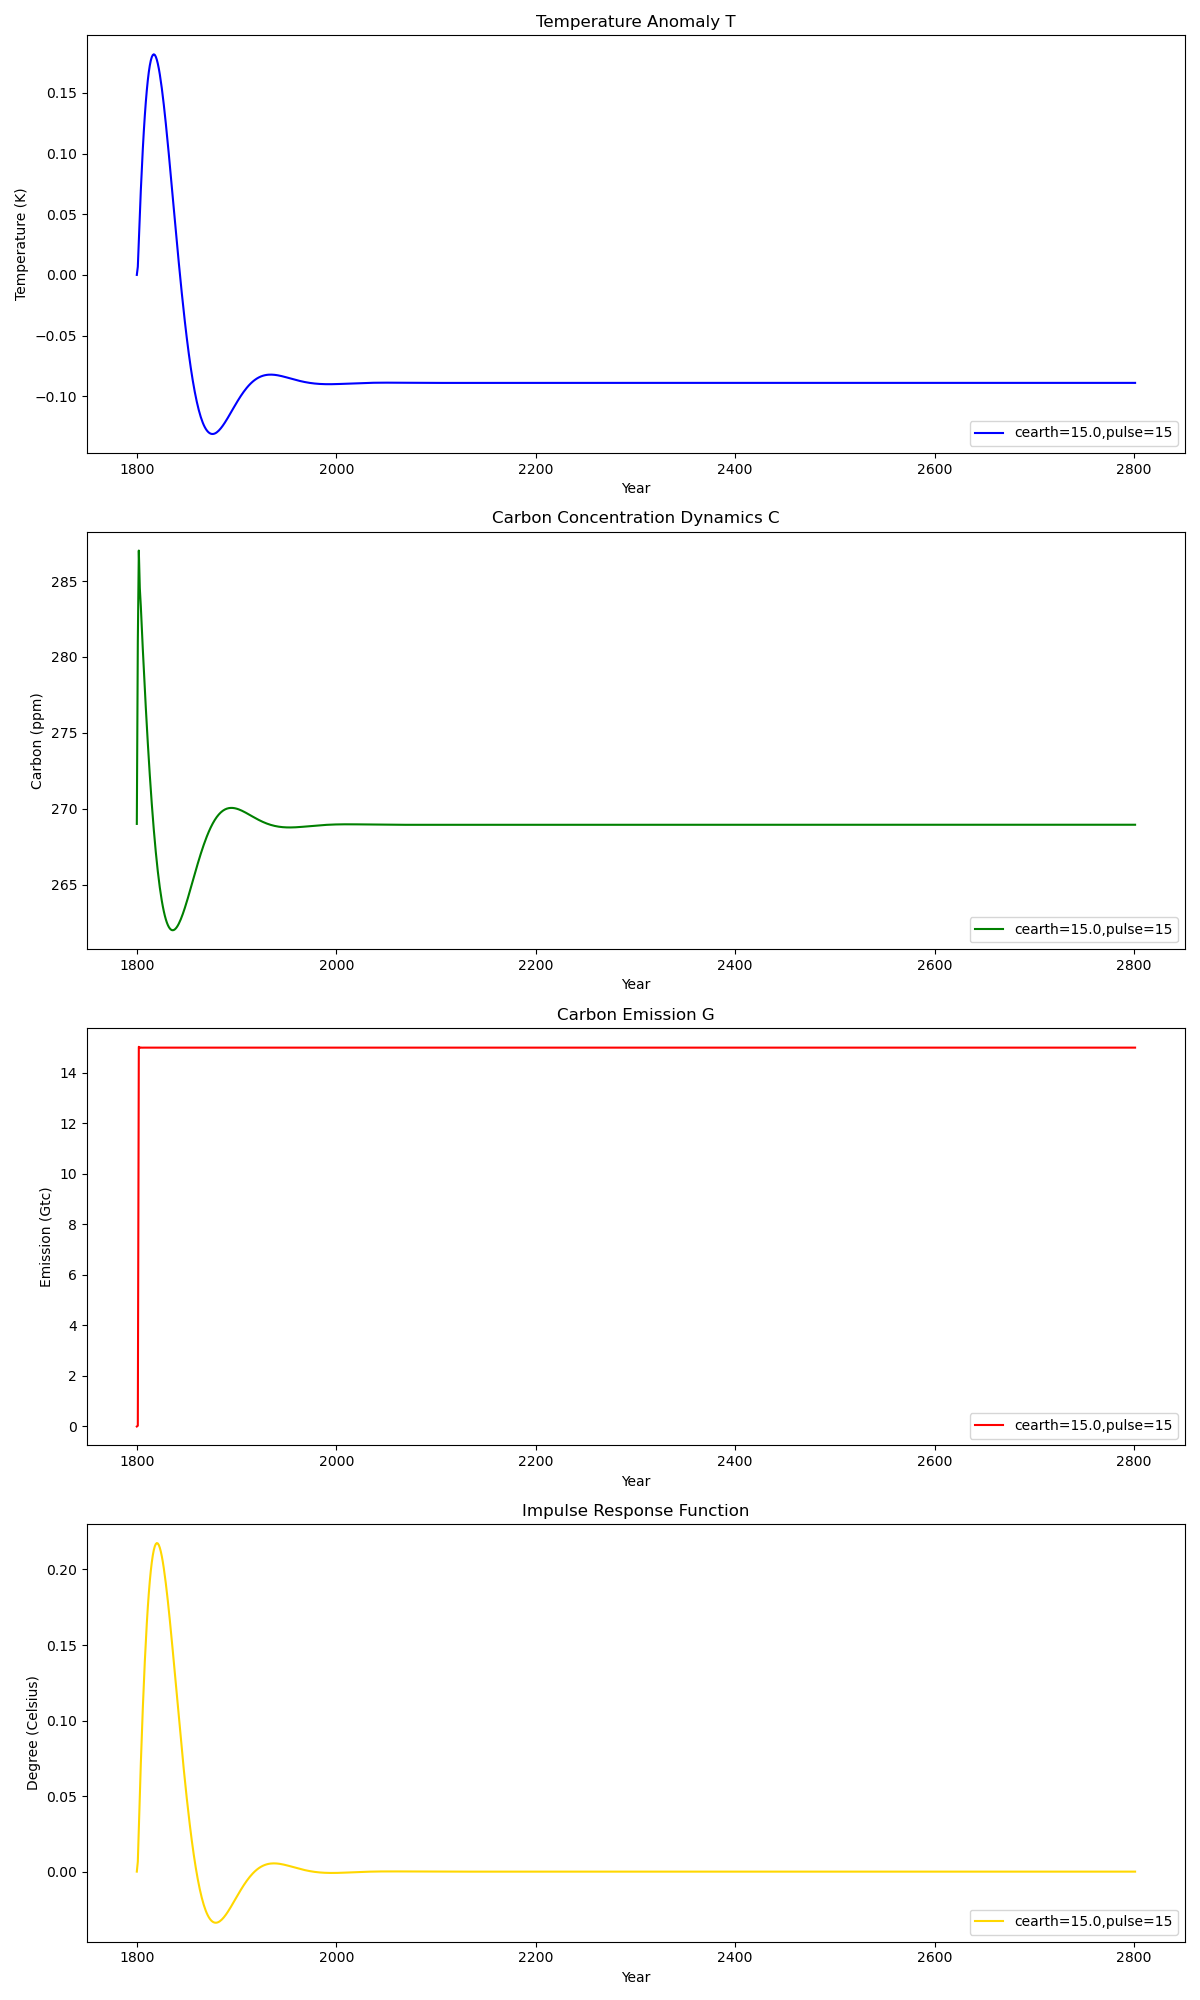 Temperature Anomaly T
Temperature (K)
0.15
0.10
0.05
0.00
−0.05
−0.10
cearth=15.0,pulse=15
1800 2000 2200 2400 2600 2800
Year
Carbon Concentration Dynamics C
Carbon (ppm)
285
280
275
270
265
cearth=15.0,pulse=15
1800 2000 2200 2400 2600 2800
Year
Carbon Emission G
Emission (Gtc)
14
12
10
8
6
4
2
0
cearth=15.0,pulse=15
1800 2000 2200 2400 2600 2800
Year
Impulse Response Function
Degree (Celsius)
0.20
0.15
0.10
0.05
0.00
cearth=15.0,pulse=15
1800 2000 2200 2400 2600 2800
Year